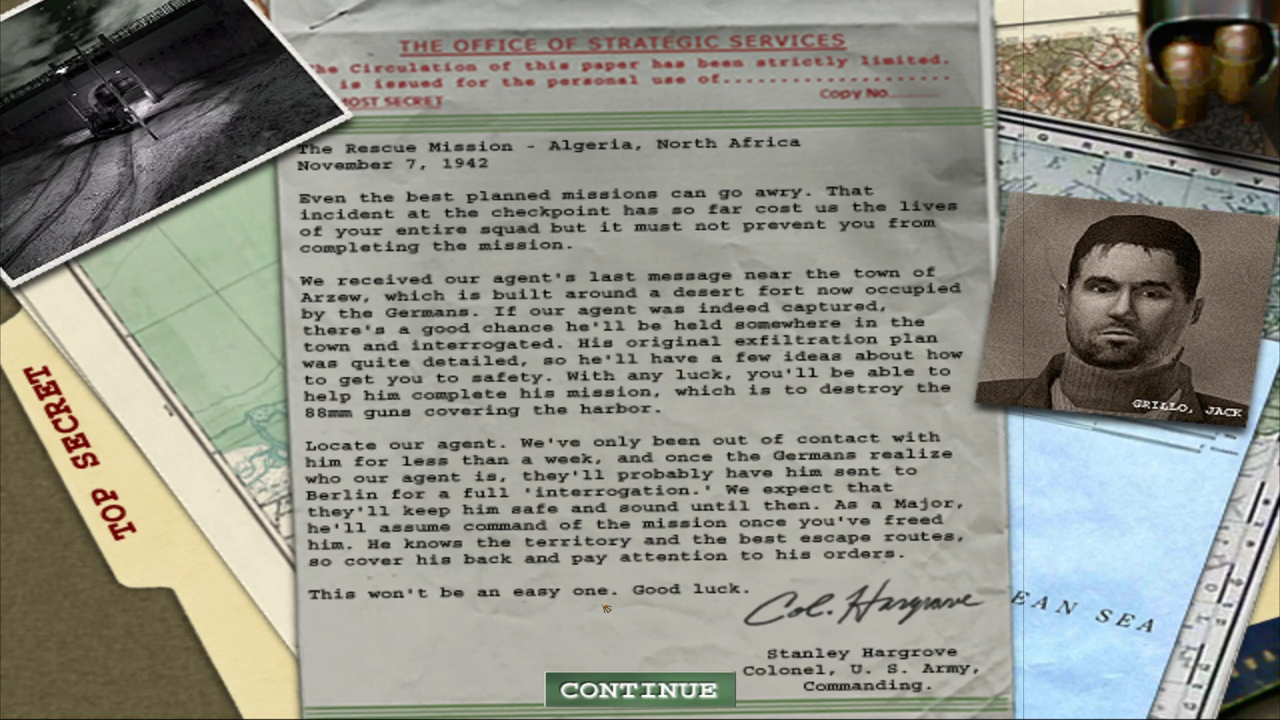 THE OFFICE OF STRATEGIC SERVICES
The Circulation of this paper has been strictly limited.
is issued for the personal use of....................
MOST SECRET
Copy No........
The Rescue Mission - Algeria, North Africa
November 7, 1942
Even the best planned missions can go awry. That
incident at the checkpoint has so far cost us the lives
of your entire squad but it must not prevent you from
completing the mission.
We received our agent's last message near the town of
Arzew, which is built around a desert fort now occupied
by the Germans. If our agent was indeed captured,
there's a good chance he'll be held somewhere in the
town and interrogated. His original exfiltration plan
was quite detailed, so he'll have a few ideas about how
to get you to safety. With any luck, you'll be able to
help him complete his mission, which is to destroy the
88mm guns covering the harbor.
Locate our agent. We've only been out of contact with
him for less than a week, and once the Germans realize
who our agent is, they'll probably have him sent to
Berlin for a full 'interrogation.' We expect that
they'll keep him safe and sound until then. As a Major,
he'll assume command of the mission once you've freed
him. He knows the territory and the best escape routes,
so cover his back and pay attention to his orders.
This won't be an easy one. Good luck.
Col. Hargrove
Stanley Hargrove
Colonel, U. S. Army,
Commanding.
CONTINUE
TOP SECRET
GRILLO, JACK
EAN SEA